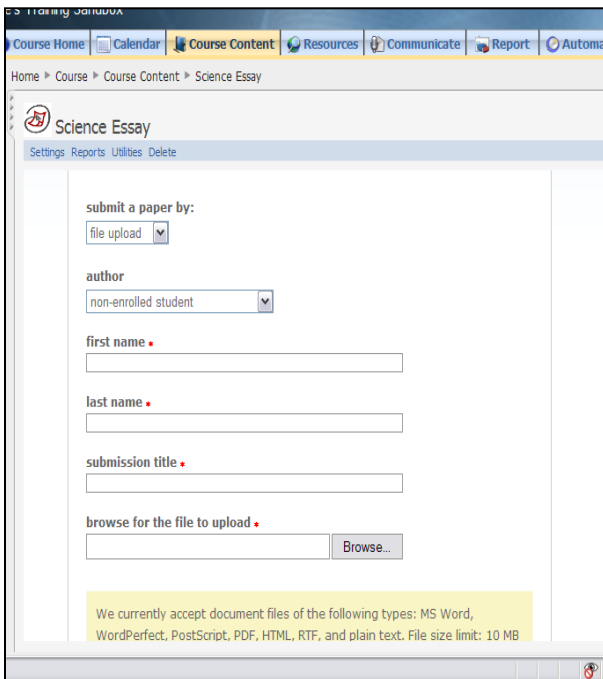 e's Training Sandbox
Course Home Calendar Course Content Resources Communicate Report Automa
Home Course Course Content Science Essay
Science Essay
Settings Reports Utilities Delete
submit a paper by:
file upload
author
non-enrolled student
first name *
last name *
submission title *
browse for the file to upload *
Browse...
We currently accept document files of the following types: MS Word,
WordPerfect, PostScript, PDF, HTML, RTF, and plain text. File size limit: 10 MB